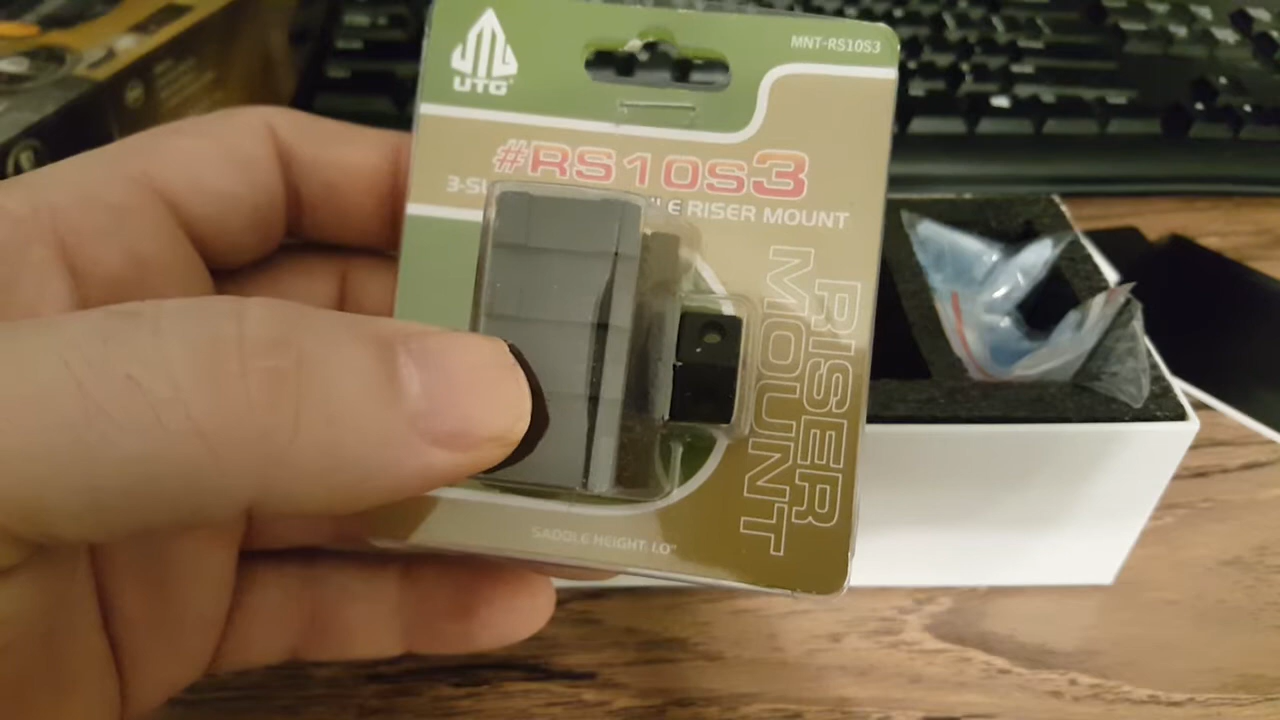 UTG
MNT-RS10S3
#RS10S3
RISER MOUNT
RISER
MOUNT
SADDLE HEIGHT: 1.0"